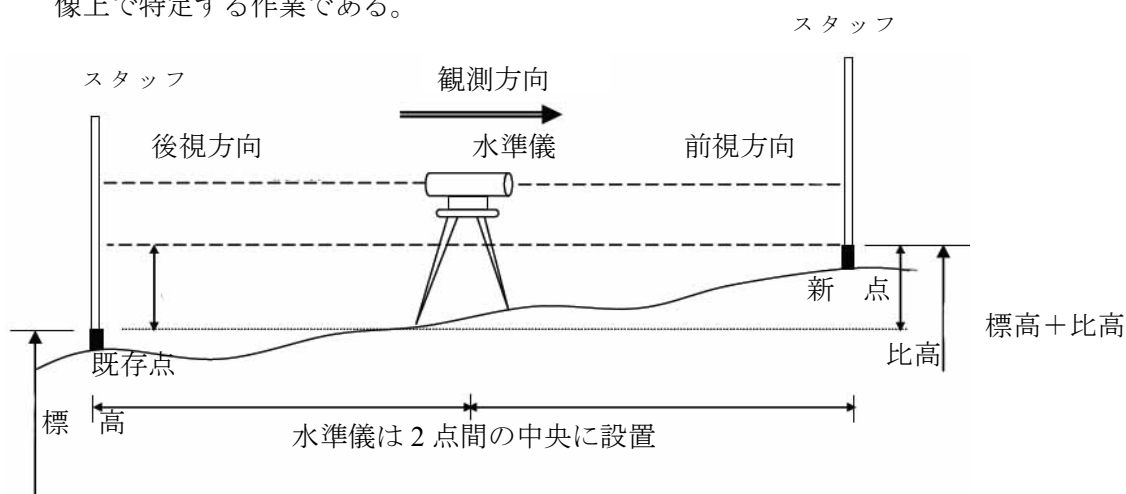 像上で特定する作業である。
スタッフ
スタッフ
観測方向
後視方向
水準儀
前視方向
新 点
標高+比高
比高
既存点
標 高
水準儀は2点間の中央に設置